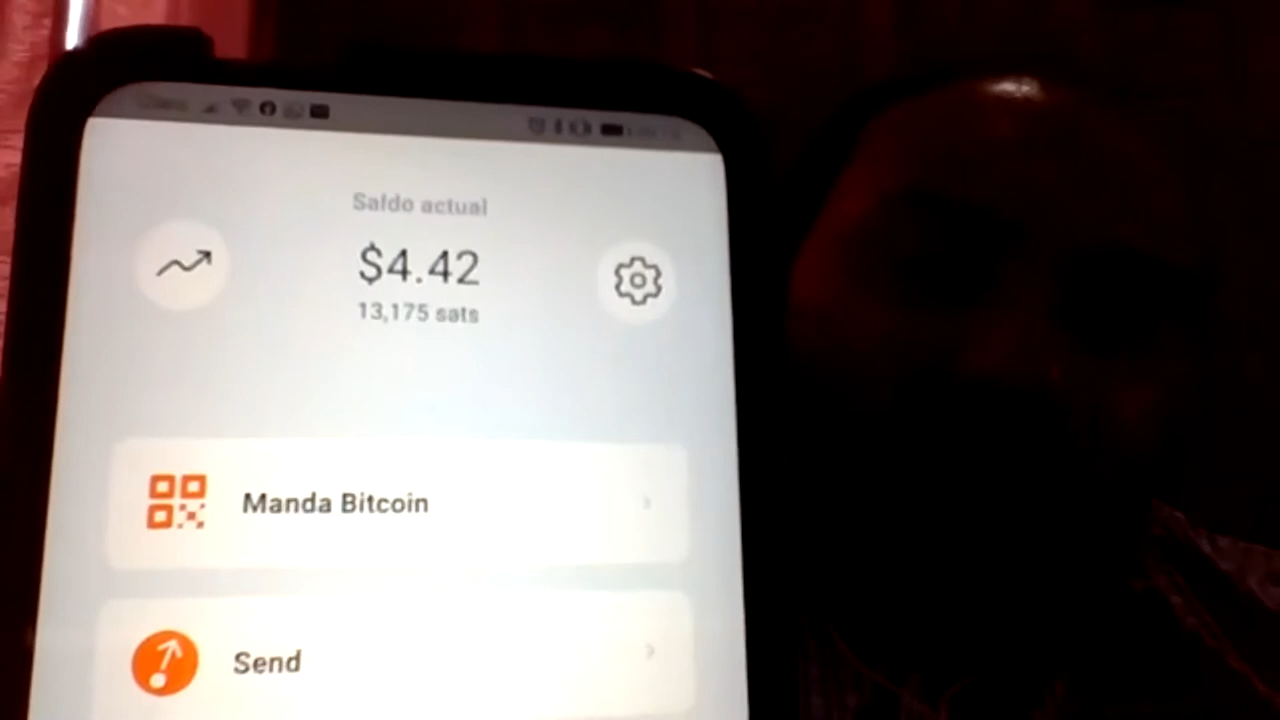 Saldo actual
$4.42
13,175 sats
Manda Bitcoin
Send